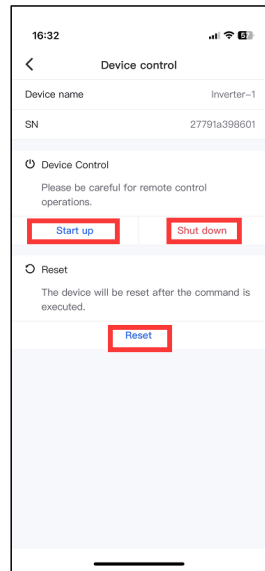 16:32
Device control
Device name Inverter-1
SN 27791a398601
Device Control
Please be careful for remote control
operations.
Start up Shut down
Reset
The device will be reset after the command is
executed.
Reset